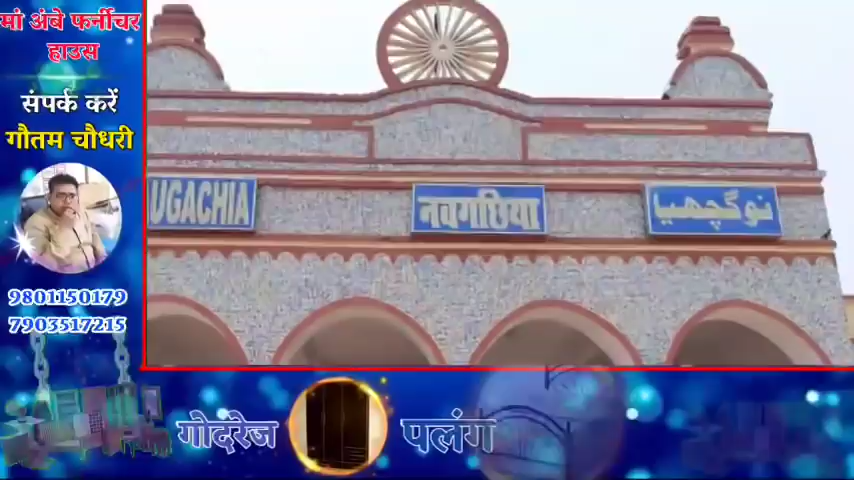 मां अंबे फर्नीचर
हाउस
संपर्क करें
गौतम चौधरी
9801150179
7903517215
UGACHIA
नवगछिया
نوگچھیا
गोदरेज
पलंग